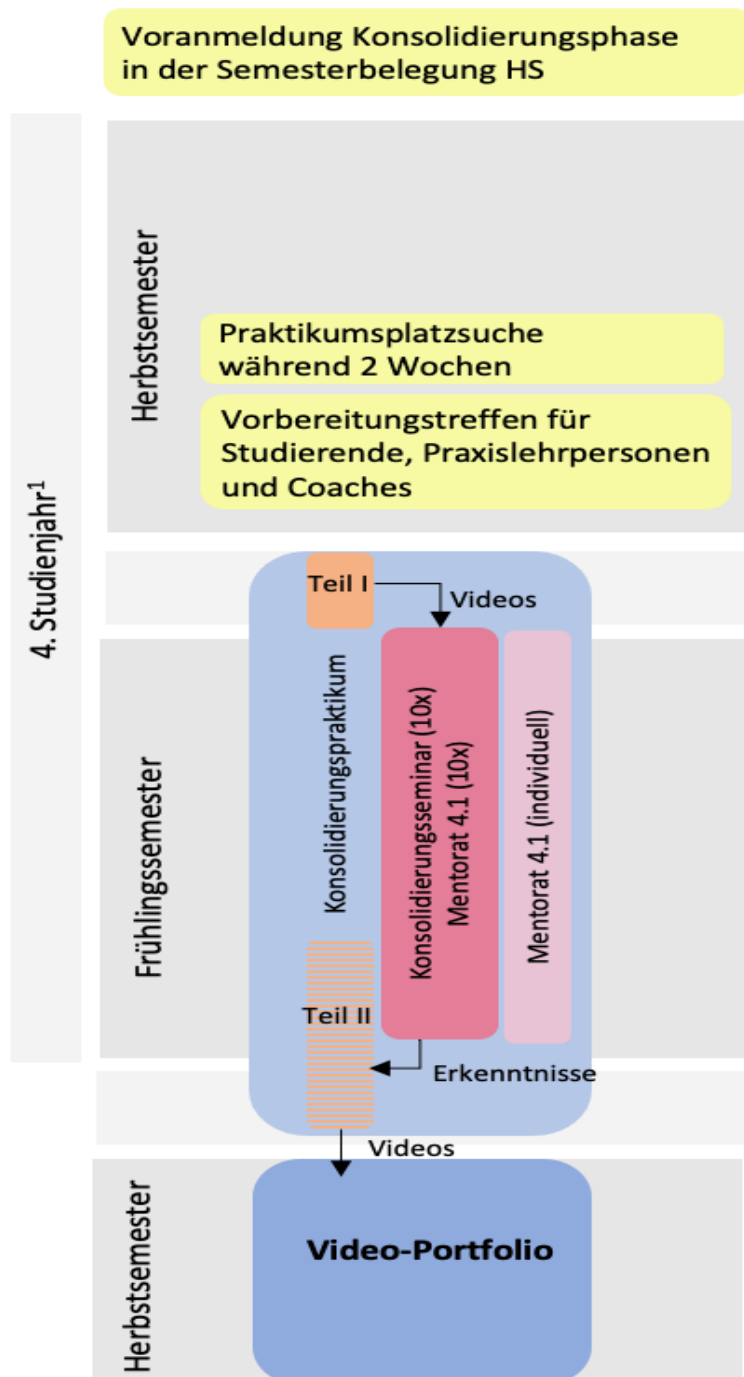 Voranmeldung Konsolidierungsphase
in der Semesterbelegung HS
4. Studienjahr¹
Herbstsemester
Praktikumsplatzsuche
während 2 Wochen
Vorbereitungstreffen für
Studierende, Praxislehrpersonen
und Coaches
Teil I
Videos
Frühlingssemester
Konsolidierungspraktikum
Konsolidierungsseminar (10x)
Mentorat 4.1 (10x)
Mentorat 4.1 (individuell)
Teil II
Erkenntnisse
Videos
Herbstsemester
Video-Portfolio